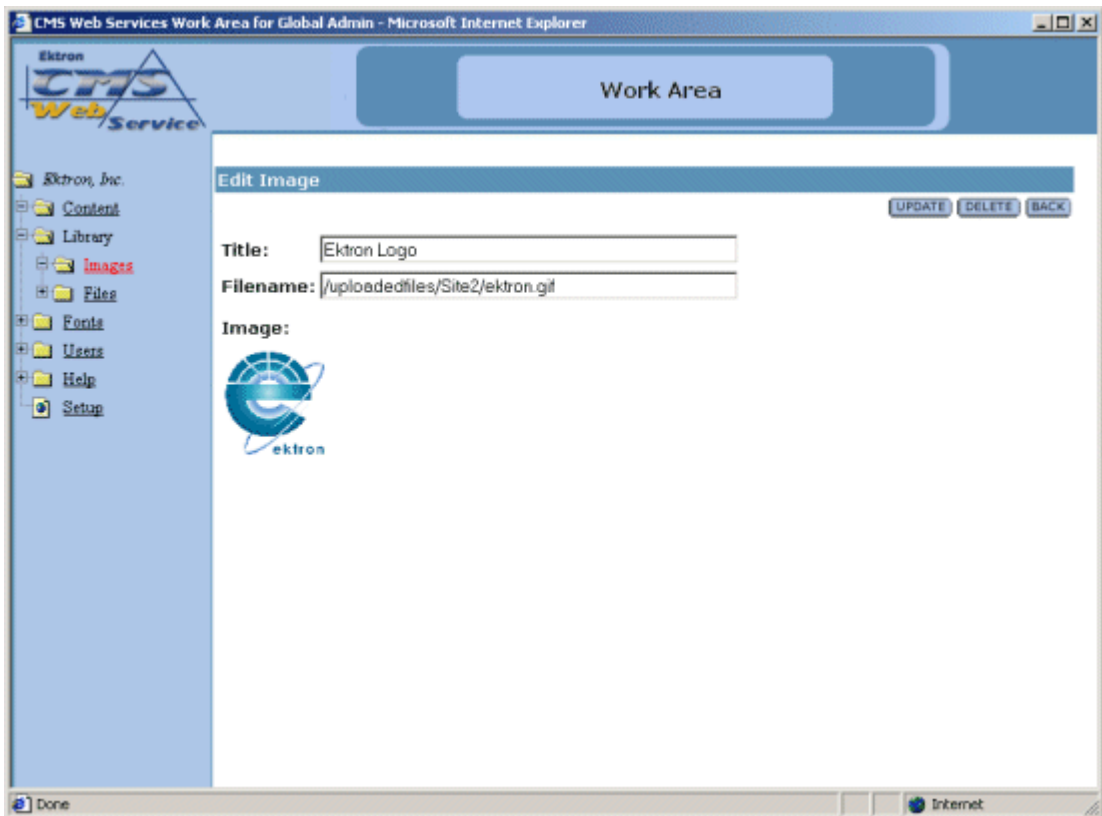 CMS Web Services Work Area for Global Admin - Microsoft Internet Explorer
Ektron
CMS
Web
Service
Work Area
Ektron, Inc.
Content
Library
Images
Files
Fonts
Users
Help
Setup
Edit Image
UPDATE DELETE BACK
Title: Ektron Logo
Filename: /uploadedfiles/Site2/ektron.gif
Image:
ektron
Done
Internet